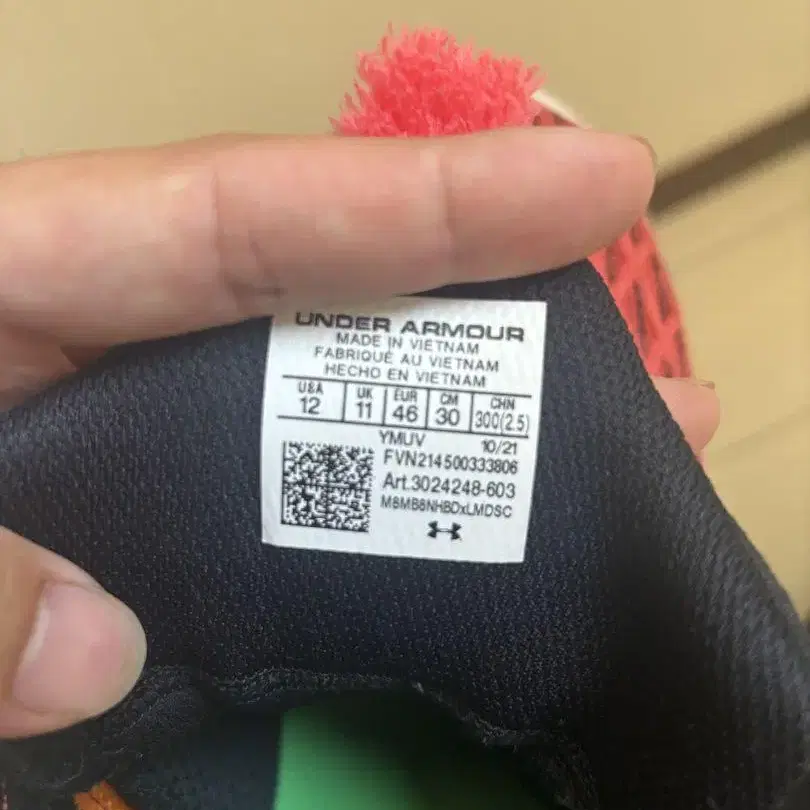 UNDER ARMOUR
MADE IN VIETNAM
FABRIQUÉ AU VIETNAM
HECHO EN VIETNAM
USA UK EUR CM CHN
12 11 46 30 300(2.5)
YMUV 10/21
FVN214500333806
Art.3024248-603
M8MB8NHBDxLMDSC